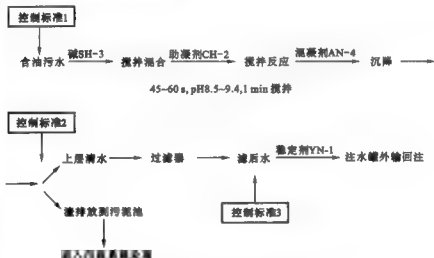 控制标准1
含油污水 碱SH-3 搅拌混合 助凝剂CH-2 搅拌反应 混凝剂AN-4 沉降
45~60 s, pH8.5~9.4,1 min 搅拌
控制标准2
上层清水 过滤器 滤后水 稳定剂YN-1 注水罐外输回注
渣排放到污泥池
控制标准3